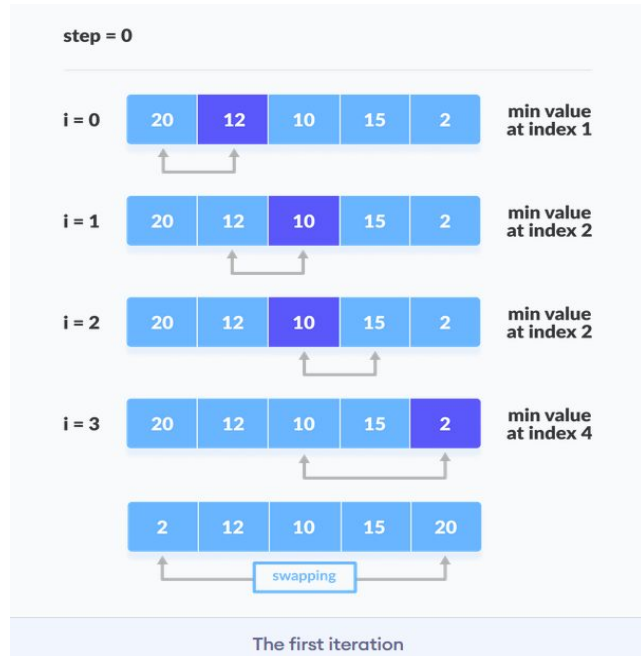 step = 0
i = 0 20 12 10 15 2 min value
at index 1
i = 1 20 12 10 15 2 min value
at index 2
i = 2 20 12 10 15 2 min value
at index 2
i = 3 20 12 10 15 2 min value
at index 4
2 12 10 15 20
swapping
The first iteration